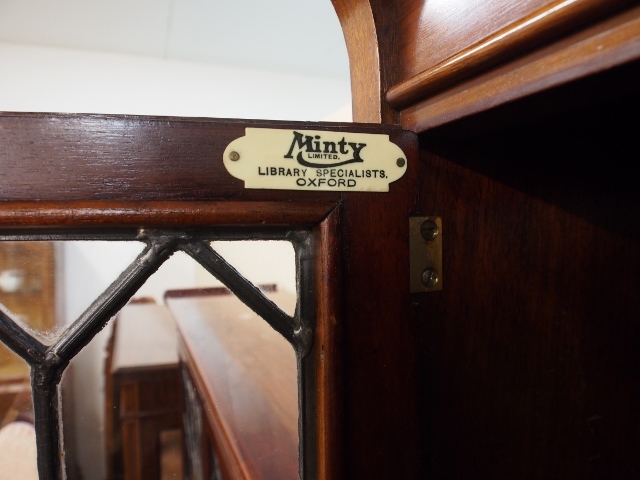 Minty
LIMITED.
LIBRARY SPECIALISTS.
OXFORD